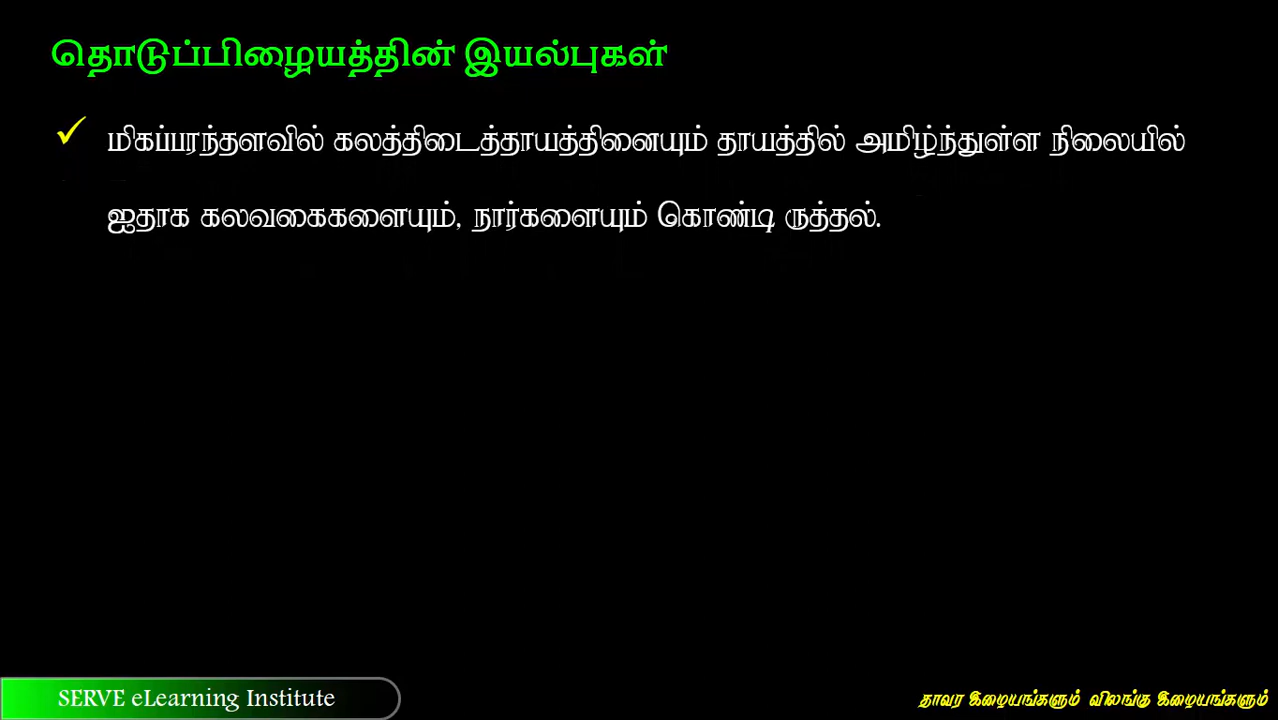 தொடுப்பிழையத்தின் இயல்புகள்
✓ மிகப்பரந்தளவில் கலத்திடைத்தாயத்தினையும் தாயத்தில் அமிழ்ந்துள்ள நிலையில்
ஐதாக கலவகைகளையும், நார்களையும் கொண்டி ருத்தல்.
SERVE eLearning Institute
தாவர இழையங்களும் விலங்கு இழையங்களும்